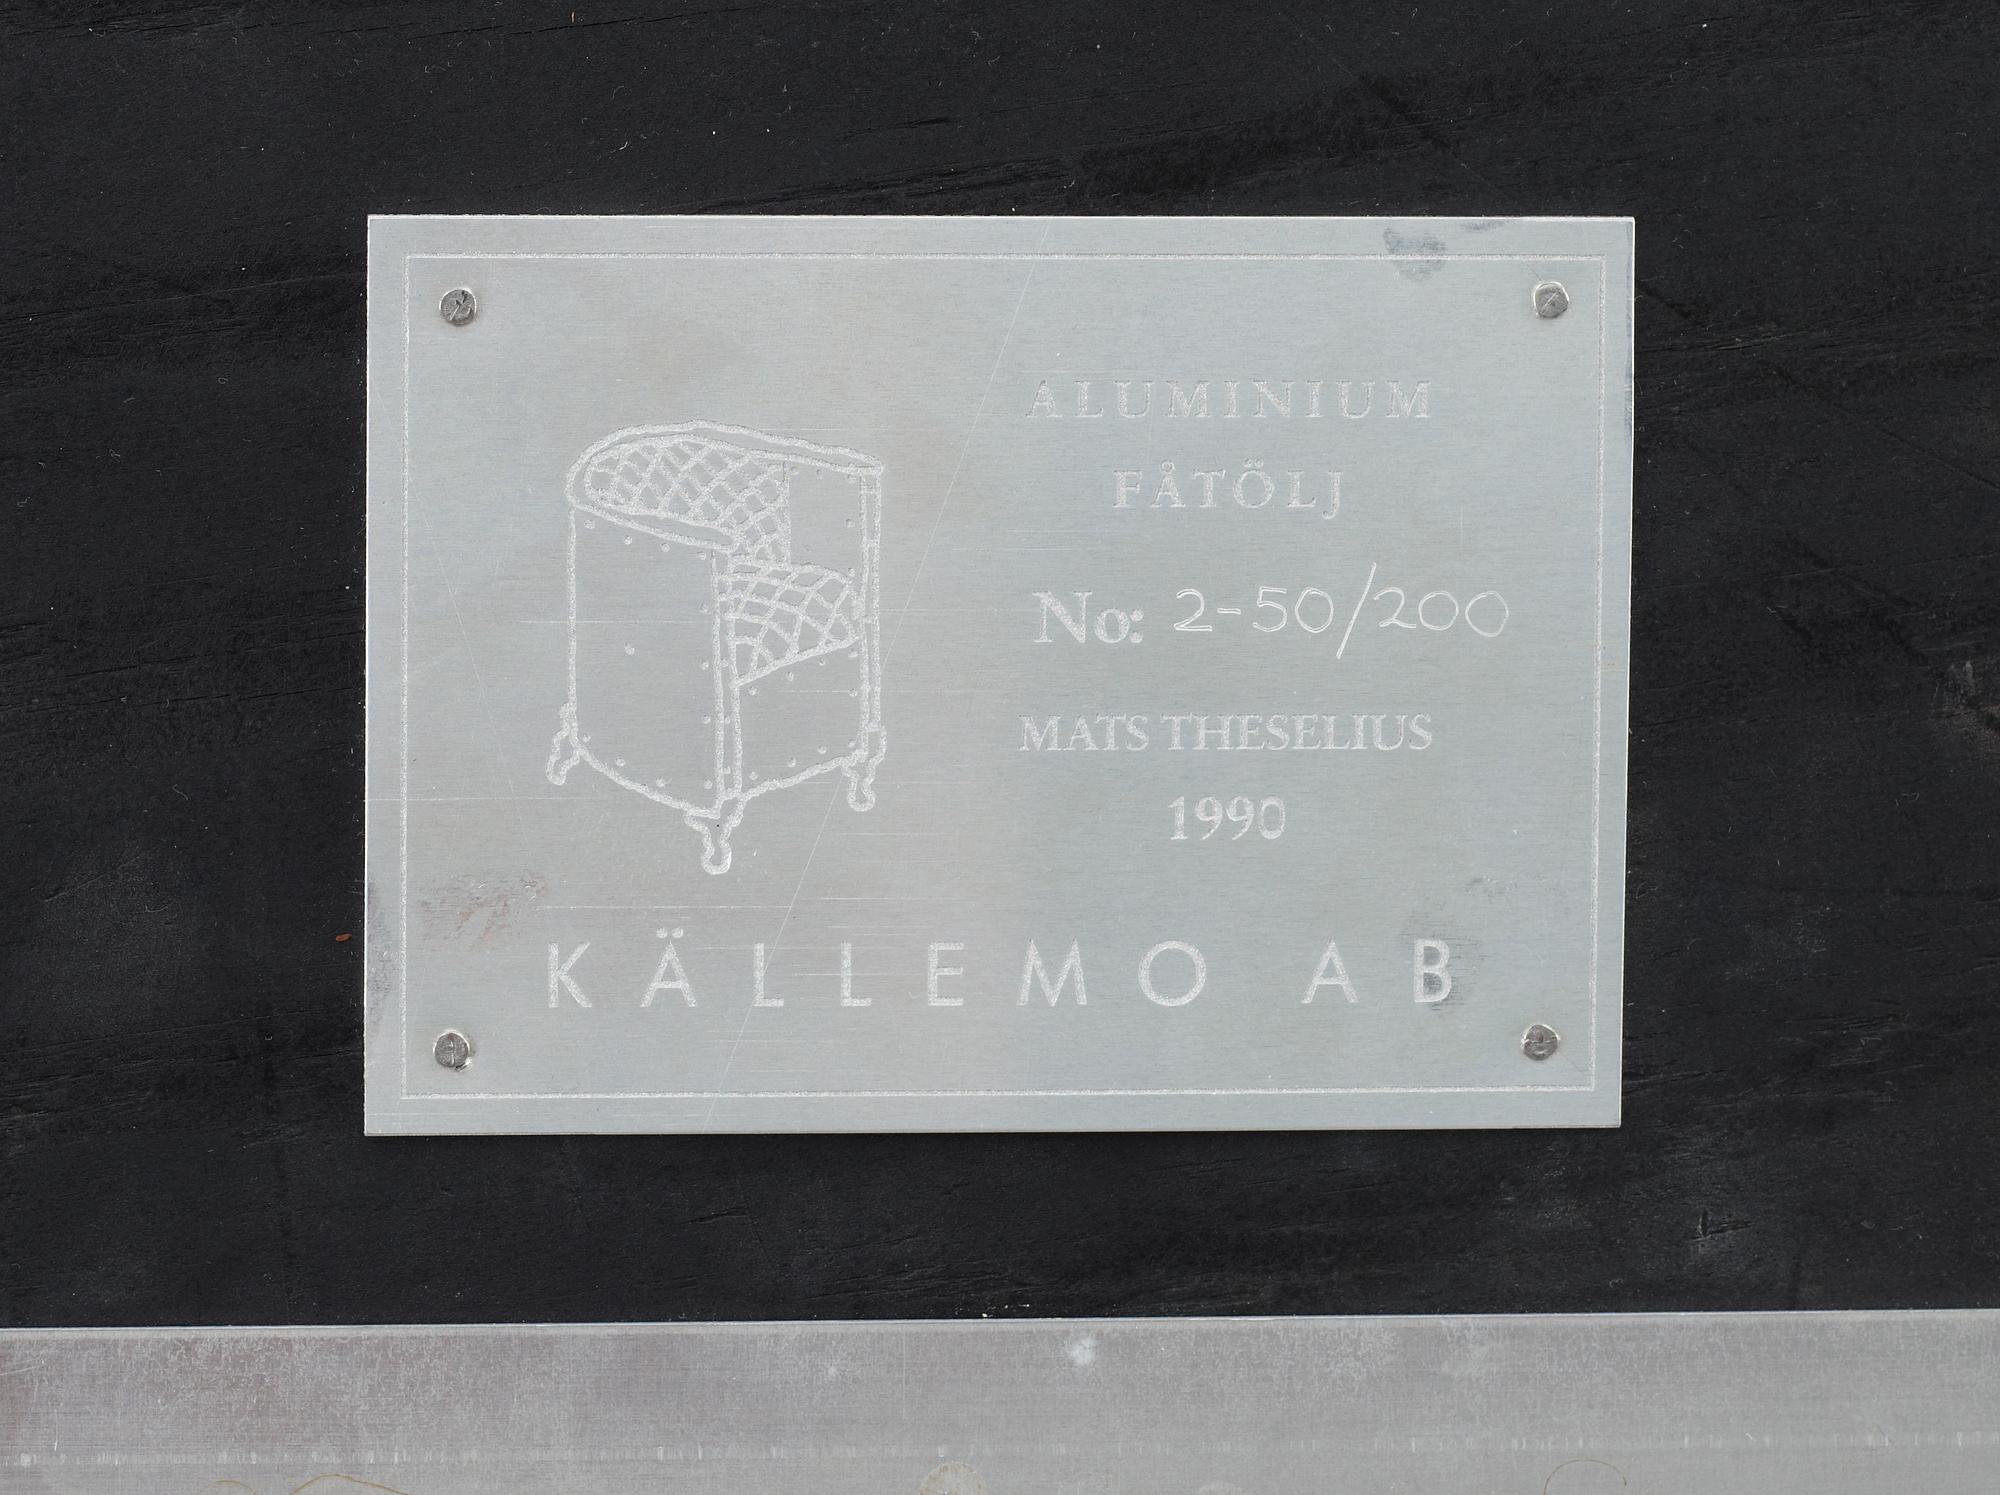 ALUMINIUM
FÅTÖLJ
No: 2-50/200
MATS THESELIUS
1990
KÄLLEMO AB